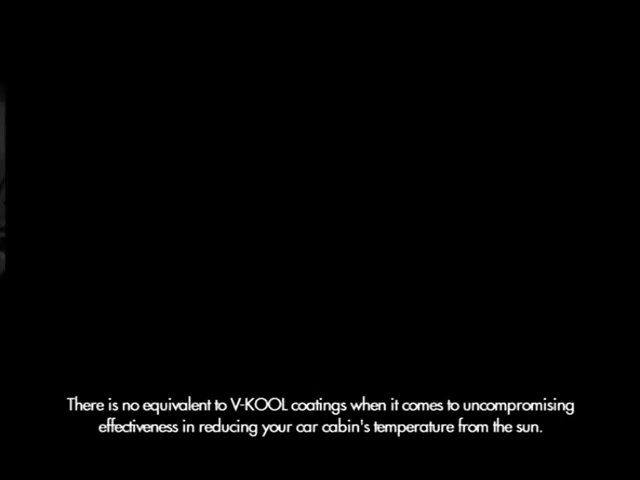 There is no equivalent to V-KOOL coatings when it comes to uncompromising
effectiveness in reducing your car cabin's temperature from the sun.